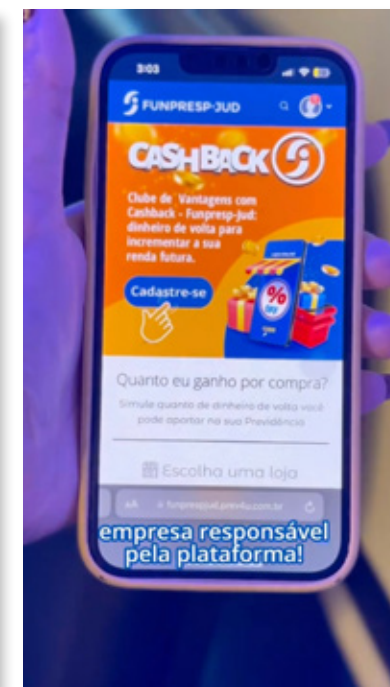 3:03
FUNPRESP-JUD
CASHBACK
Clube de Vantagens com
Cashback - Funpresp-Jud:
dinheiro de volta para
incrementar a sua
renda futura.
Cadastre-se
%
OFF
Quanto eu ganho por compra?
Simule quanto de dinheiro de volta você
pode aportar na sua Previdência
Escolha uma loja
AA
funprespjud.prev4u.com.br
empresa responsável
pela plataforma!